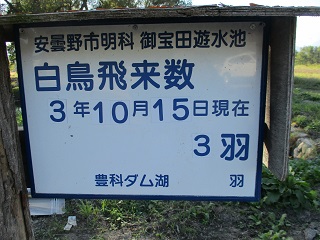 安曇野市明科 御宝田遊水池
白鳥飛来数
3年10月15日現在
3羽
豊科ダム湖 羽